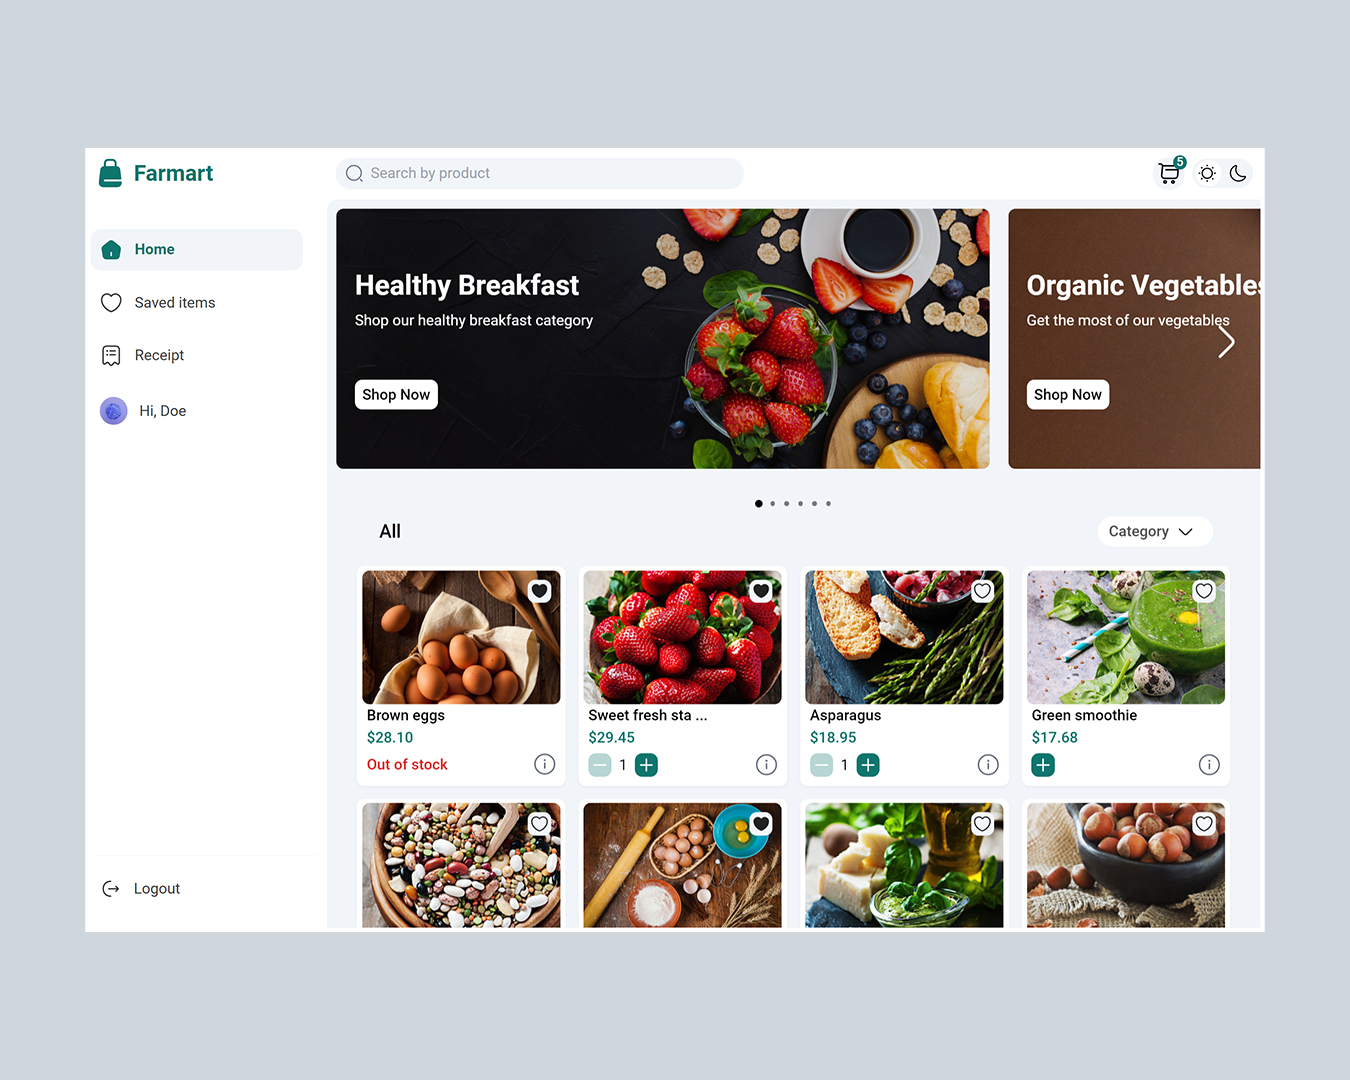 Farmart
Search by product
5
Home
Saved items
Receipt
Hi, Doe
Logout
Healthy Breakfast
Shop our healthy breakfast category
Shop Now
Organic Vegetables
Get the most of our vegetables
Shop Now
All
Category
Brown eggs
$28.10
Out of stock
Sweet fresh sta ...
$29.45
1
Asparagus
$18.95
1
Green smoothie
$17.68